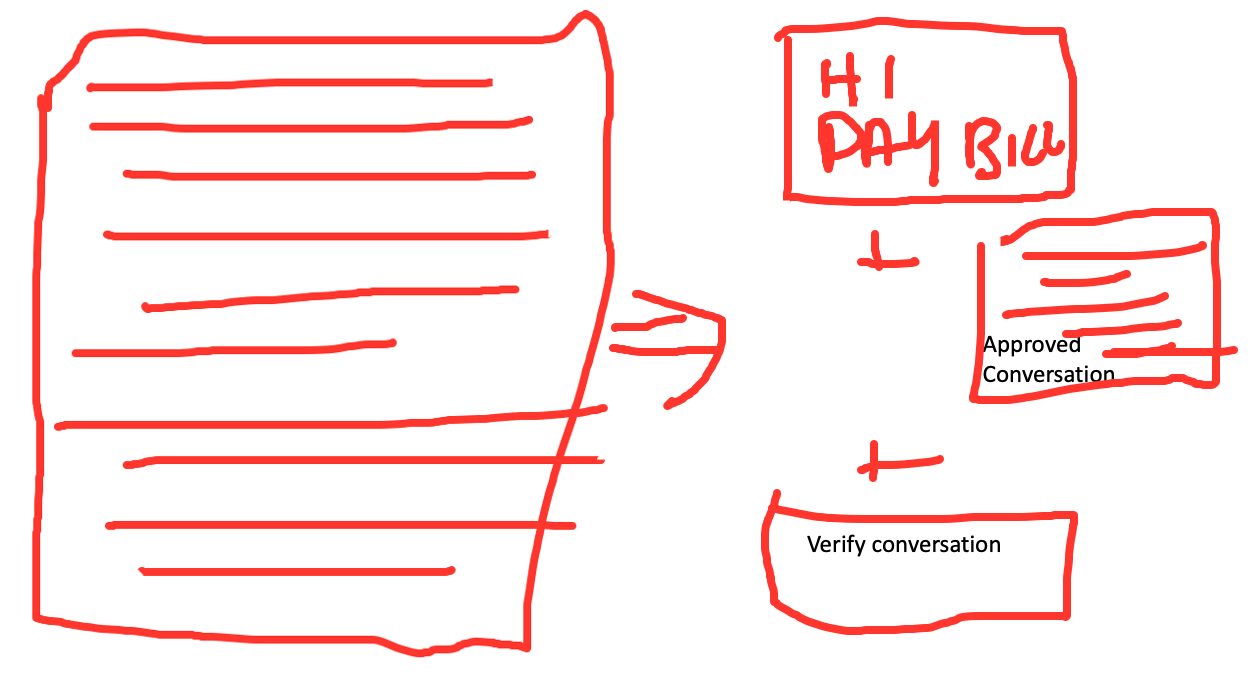 HI
PAY BILL
Approved
Conversation
Verify conversation